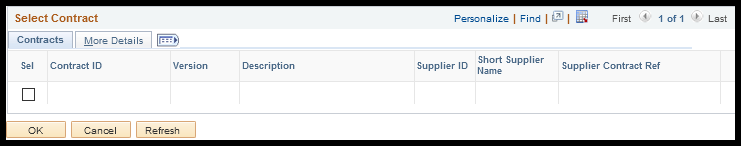 Select Contract Personalize | Find | First 1 of 1 Last
Contracts More Details
Sel Contract ID Version Description Supplier ID Short Supplier Name Supplier Contract Ref
OK Cancel Refresh